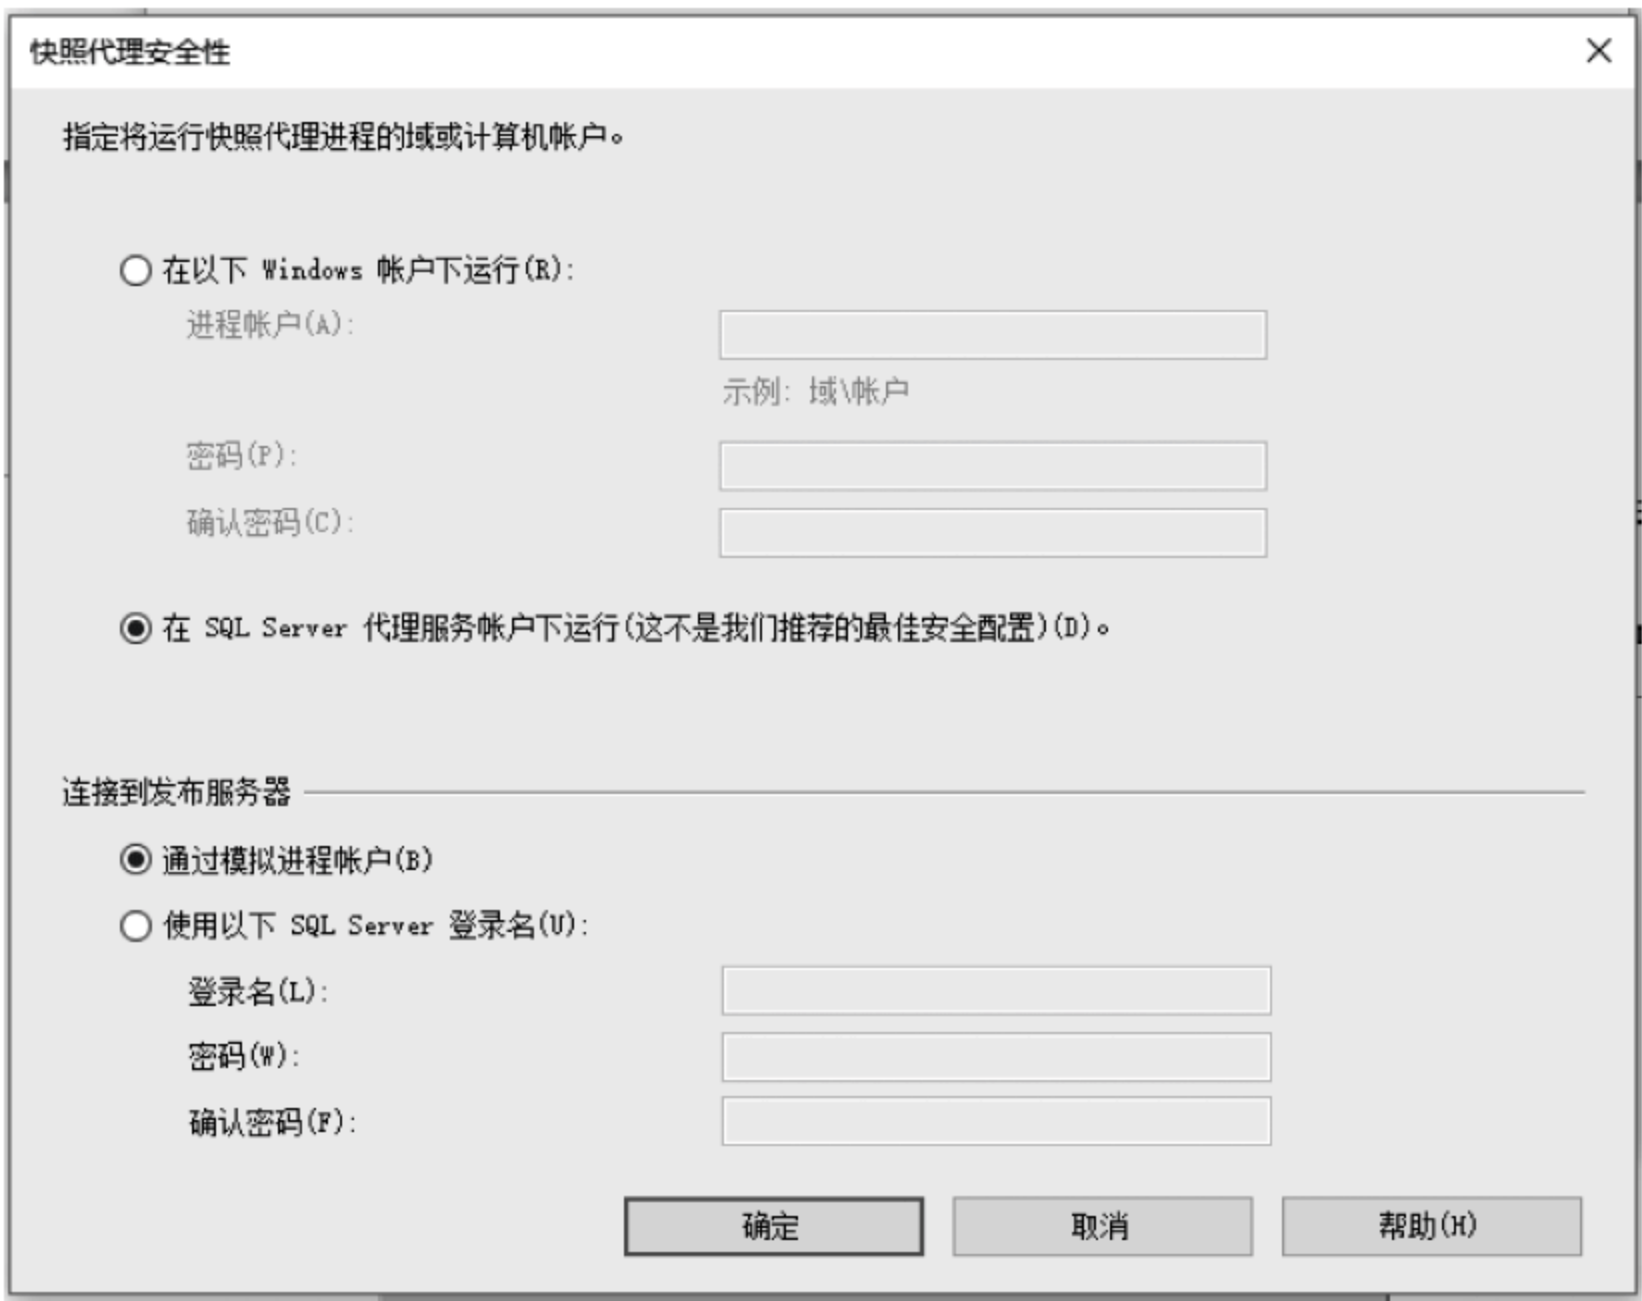 快照代理安全性
指定将运行快照代理进程的域或计算机帐户。
在以下 Windows 帐户下运行(R):
进程帐户(A):
示例: 域\帐户
密码(P):
确认密码(C):
在 SQL Server 代理服务帐户下运行(这不是我们推荐的最佳安全配置)(D)。
连接到发布服务器
通过模拟进程帐户(B)
使用以下 SQL Server 登录名(U):
登录名(L):
密码(W):
确认密码(F):
确定 取消 帮助(H)